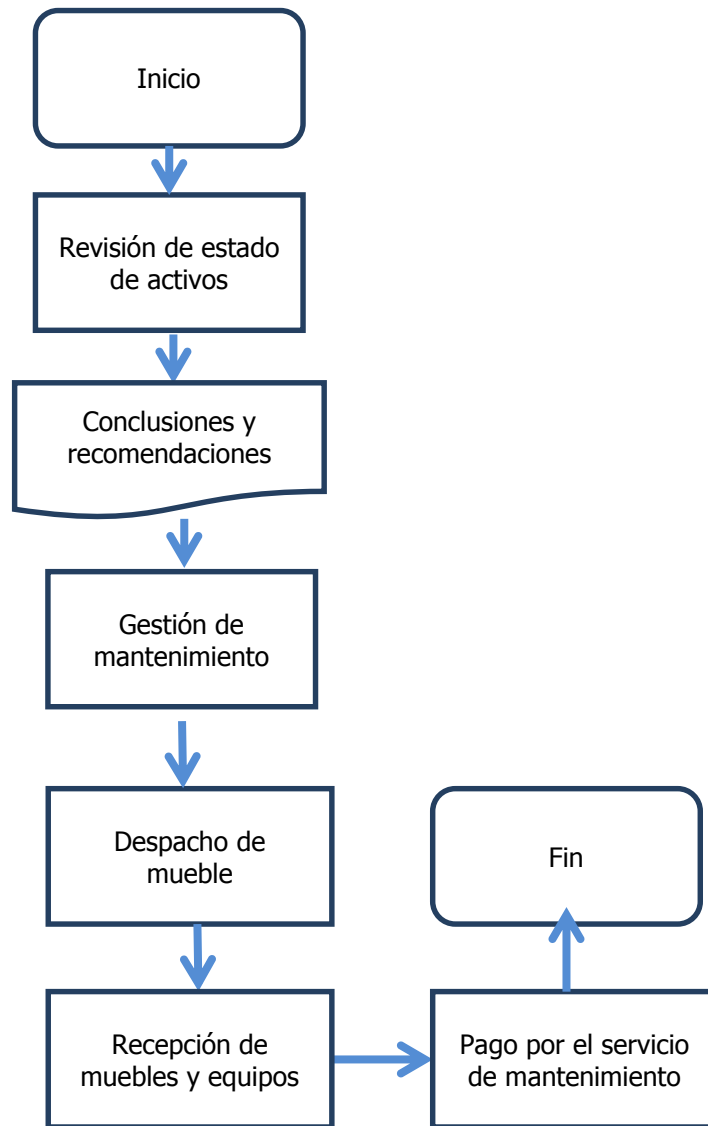 Inicio
Revisión de estado
de activos
Conclusiones y
recomendaciones
Gestión de
mantenimiento
Despacho de
mueble
Recepción de
muebles y equipos
Pago por el servicio
de mantenimiento
Fin